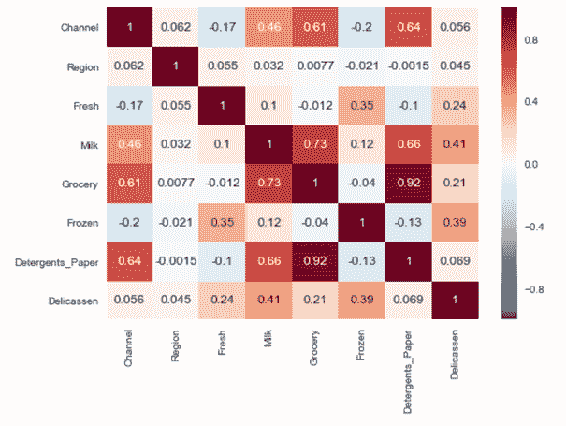 Channel 1 0.062 -0.17 0.46 0.61 -0.2 0.64 0.056
Region 0.062 1 0.055 0.032 0.0077 -0.021 -0.0015 0.045
Fresh -0.17 0.055 1 0.1 -0.012 0.35 -0.1 0.24
Milk 0.46 0.032 0.1 1 0.73 0.12 0.66 0.41
Grocery 0.61 0.0077 -0.012 0.73 1 -0.04 0.92 0.21
Frozen -0.2 -0.021 0.35 0.12 -0.04 1 -0.13 0.39
Detergents_Paper 0.64 -0.0015 -0.1 0.66 0.92 -0.13 1 0.069
Delicassen 0.056 0.045 0.24 0.41 0.21 0.39 0.069 1
Channel
Region
Fresh
Milk
Grocery
Frozen
Detergents_Paper
Delicassen
0.8
0.4
0.0
-0.4
-0.8